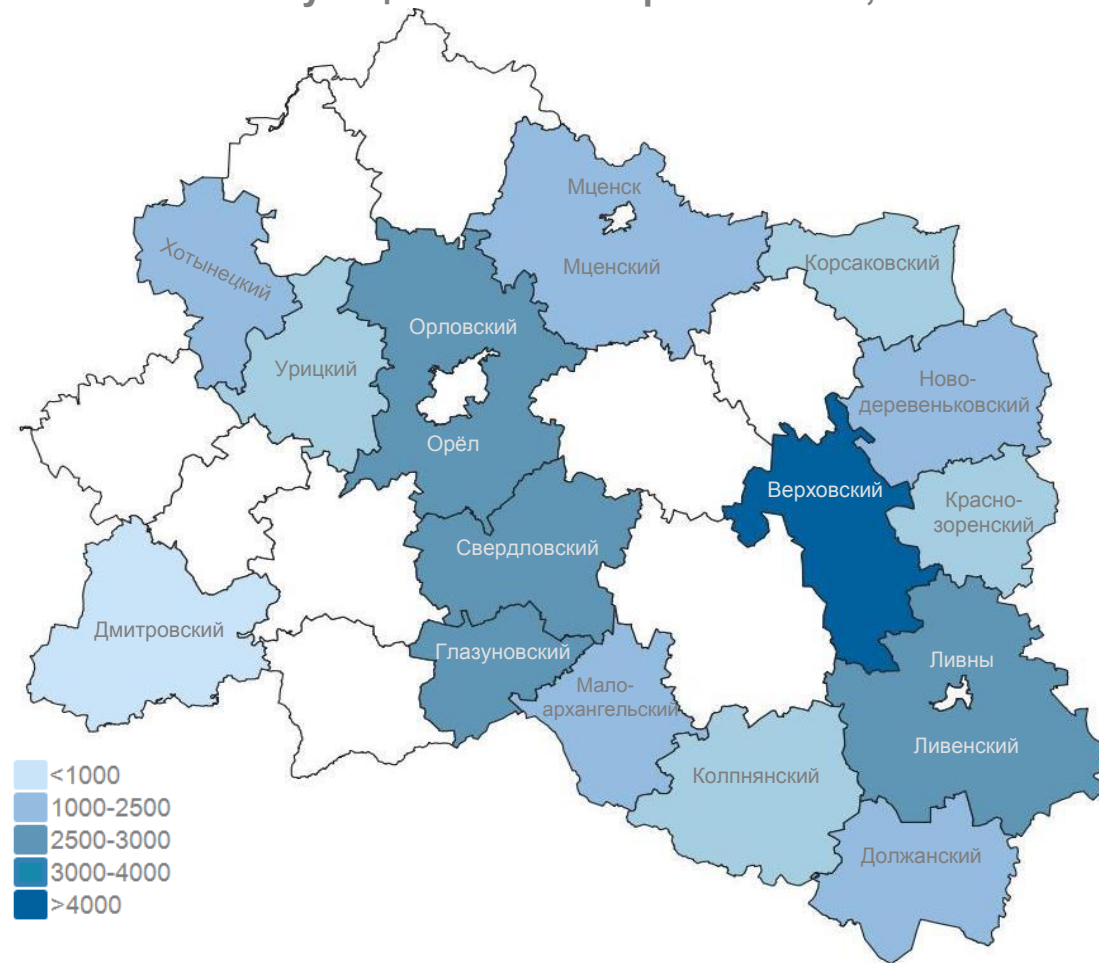 Мценск
Мценский
Хотынецкий
Корсаковский
Орловский
Урицкий
Ново-
деревеньковский
Орёл
Верховский
Красно-
зоренский
Свердловский
Дмитровский
Глазуновский
Ливны
Мало-
архангельский
Ливенский
Колпнянский
Должанский
<1000
1000-2500
2500-3000
3000-4000
>4000